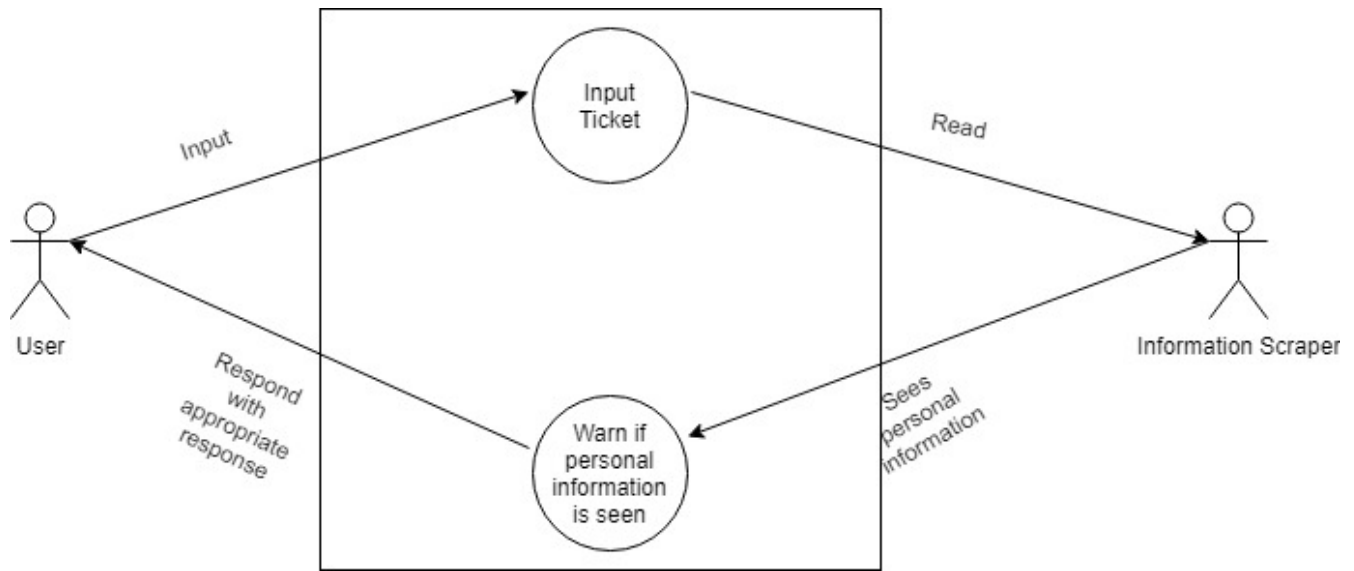 Input
Ticket
Input
Read
User
Information Scraper
Respond
with
appropriate
response
Sees
personal
information
Warn if
personal
information
is seen